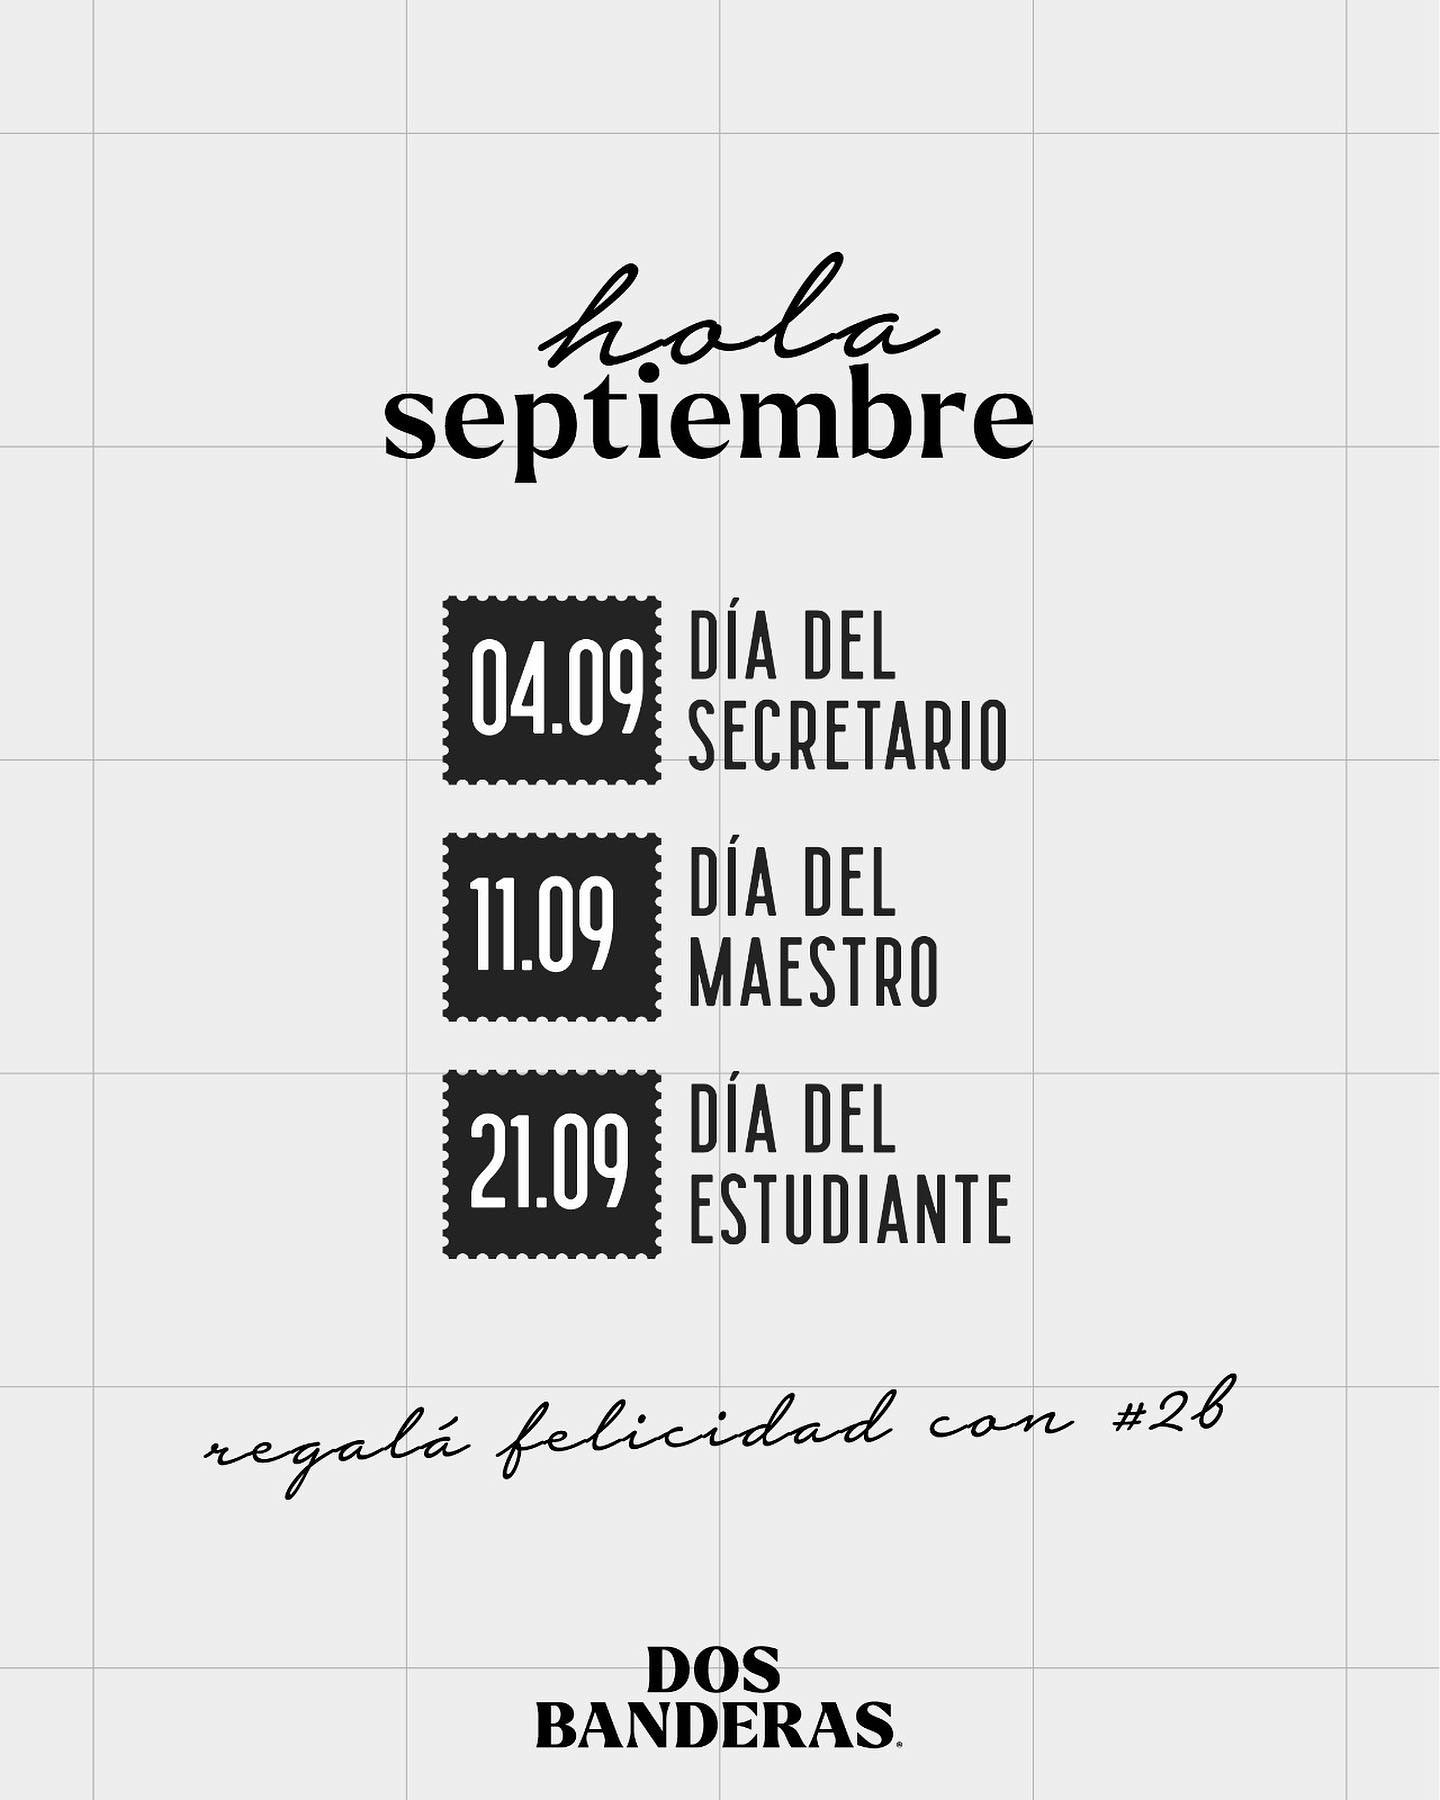 hola
septiembre
04.09
DÍA DEL
SECRETARIO
11.09
DÍA DEL
MAESTRO
21.09
DÍA DEL
ESTUDIANTE
regalá felicidad con #2b
DOS
BANDERAS®